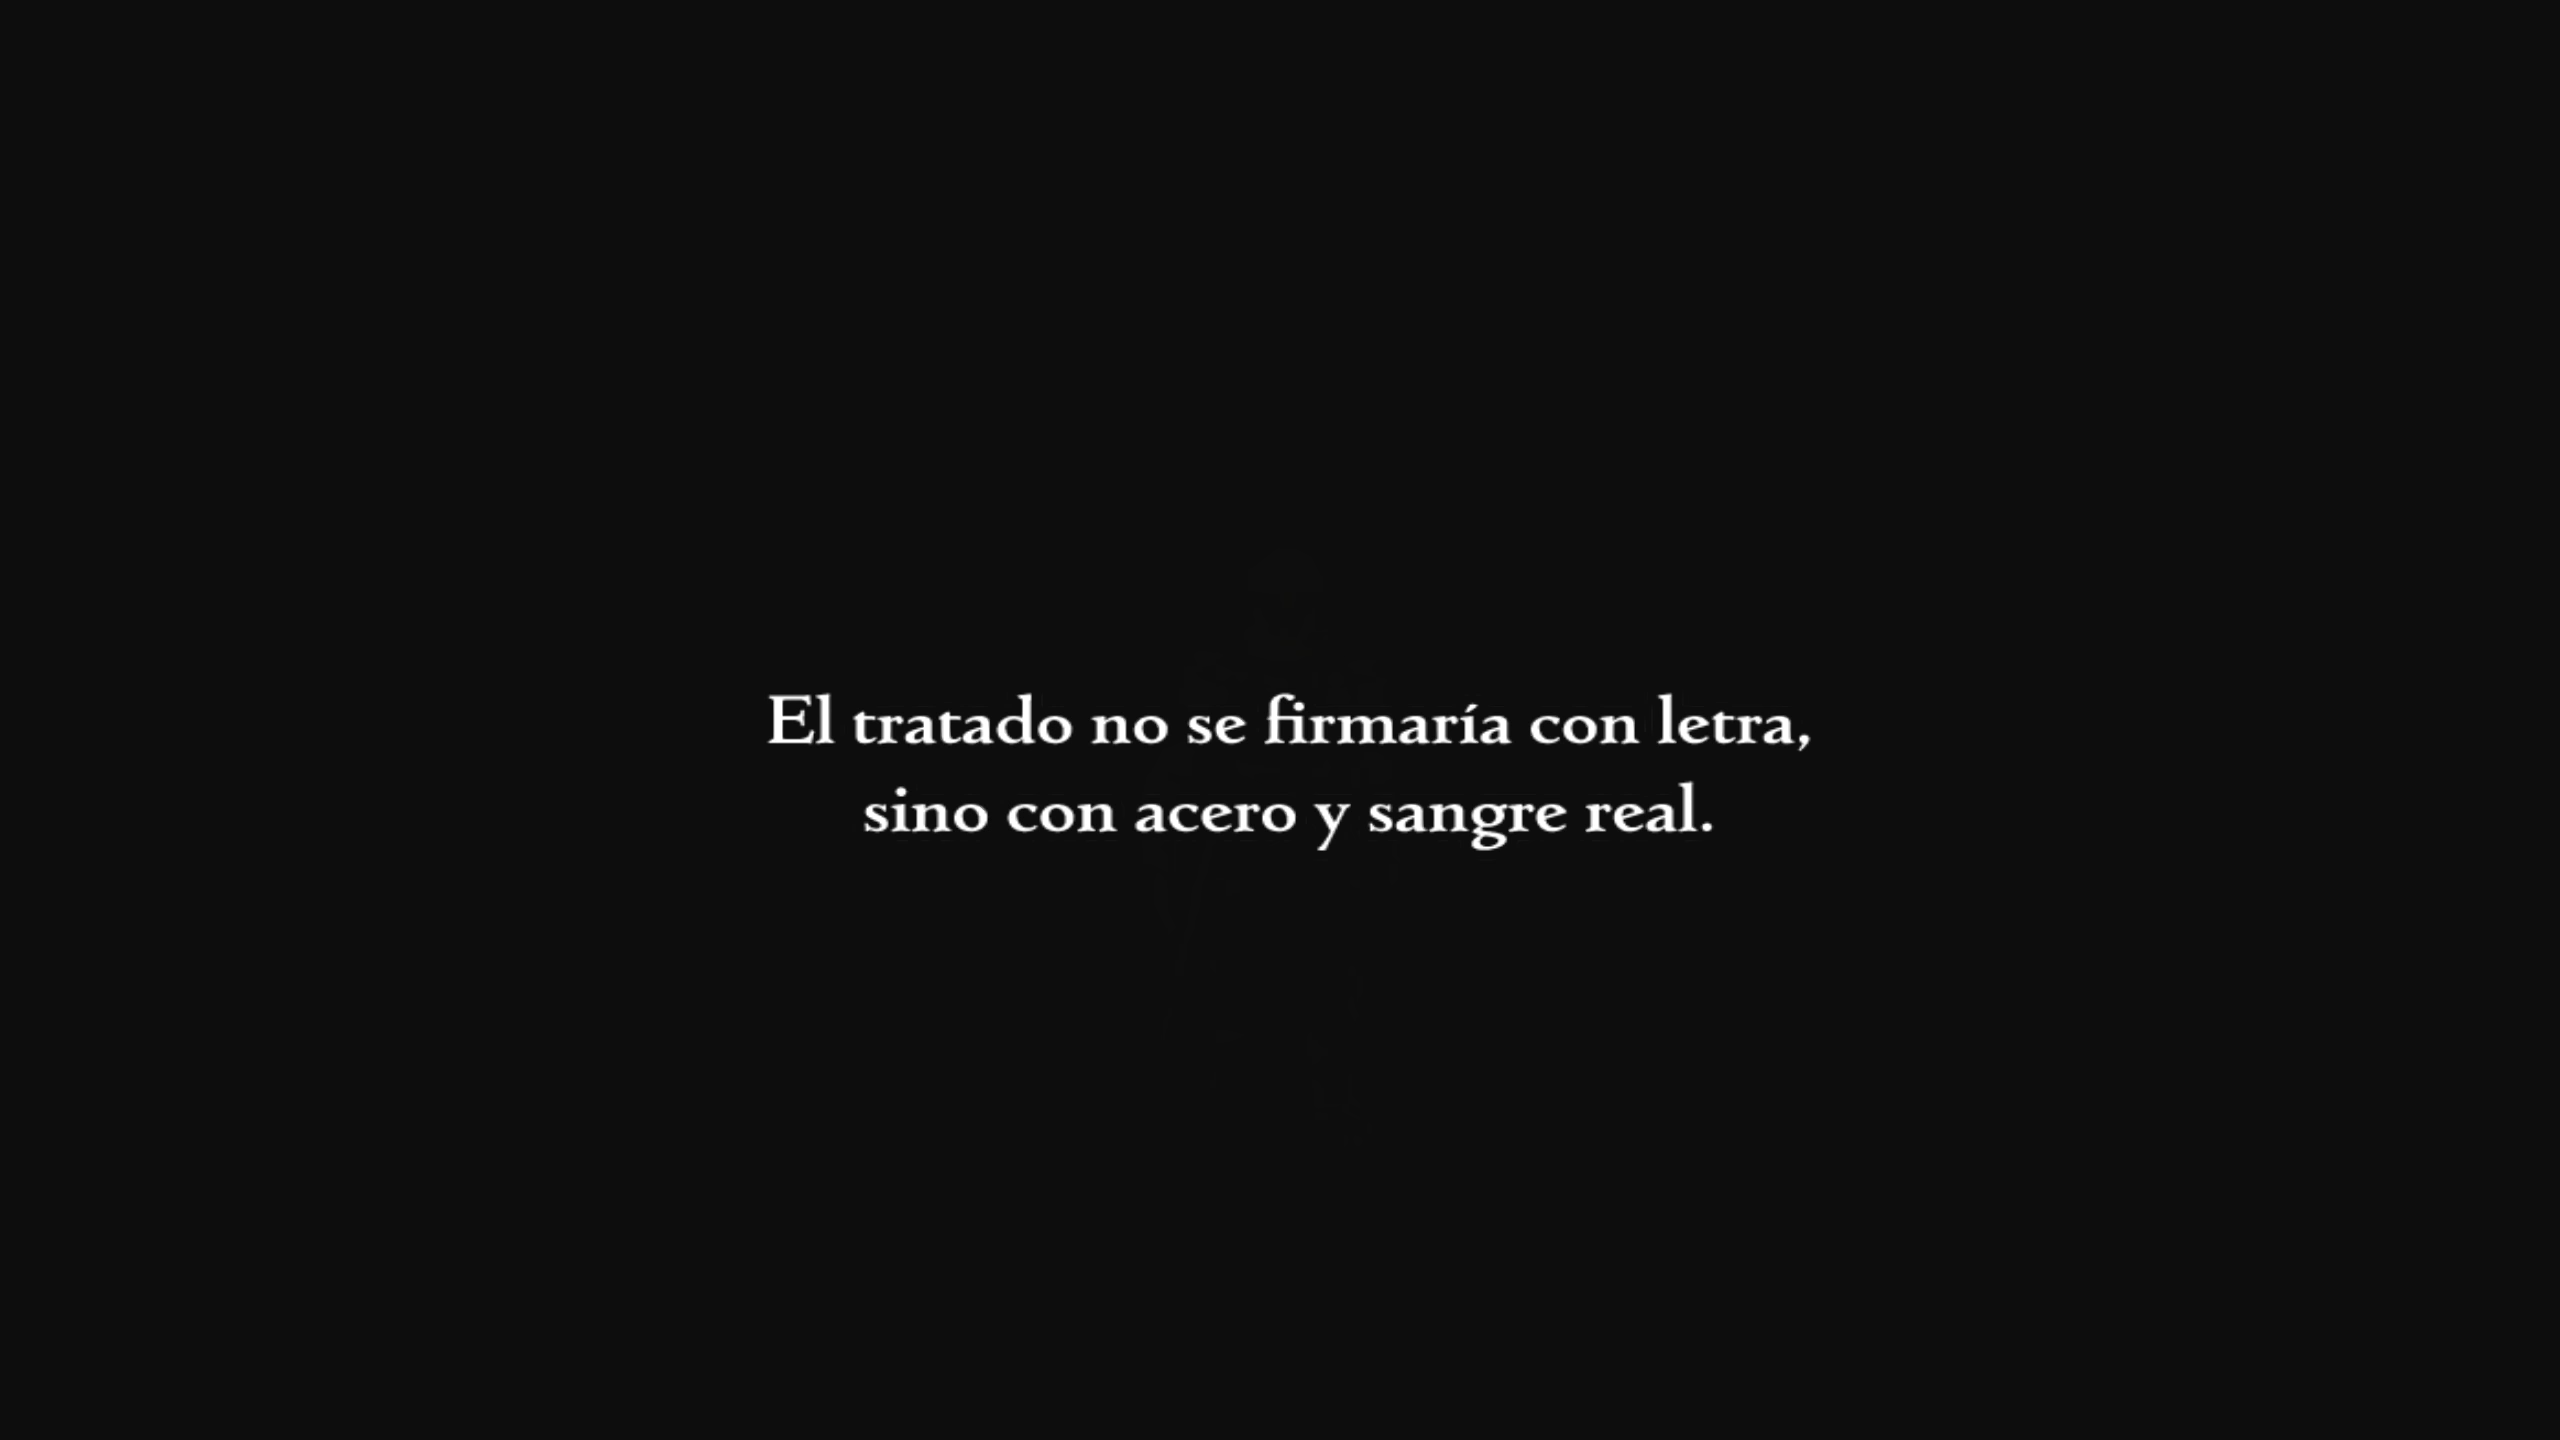 El tratado no se firmaría con letra,
sino con acero y sangre real.